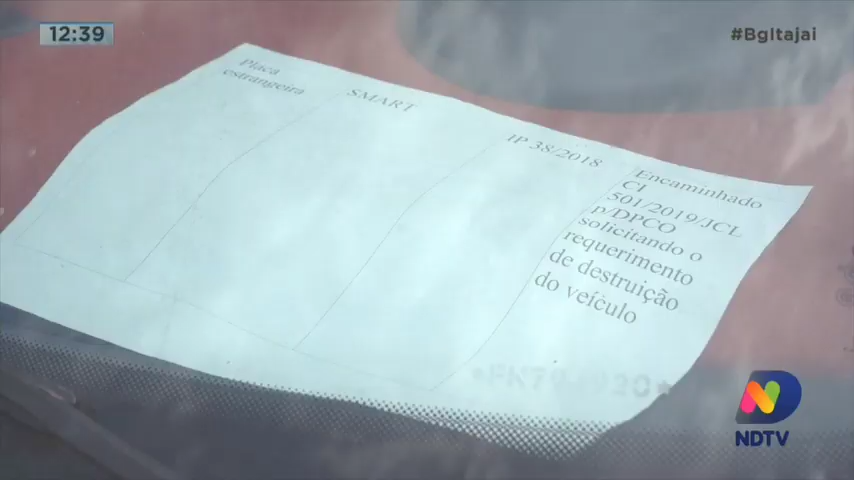 12:39
#BgItajai
Placa
estrangeira
SMART
IP 38/2018
Encaminhado
CI
501/2019/JCL
p/DPCO
solicitando o
requerimento
de destruição
do veículo
NDTV